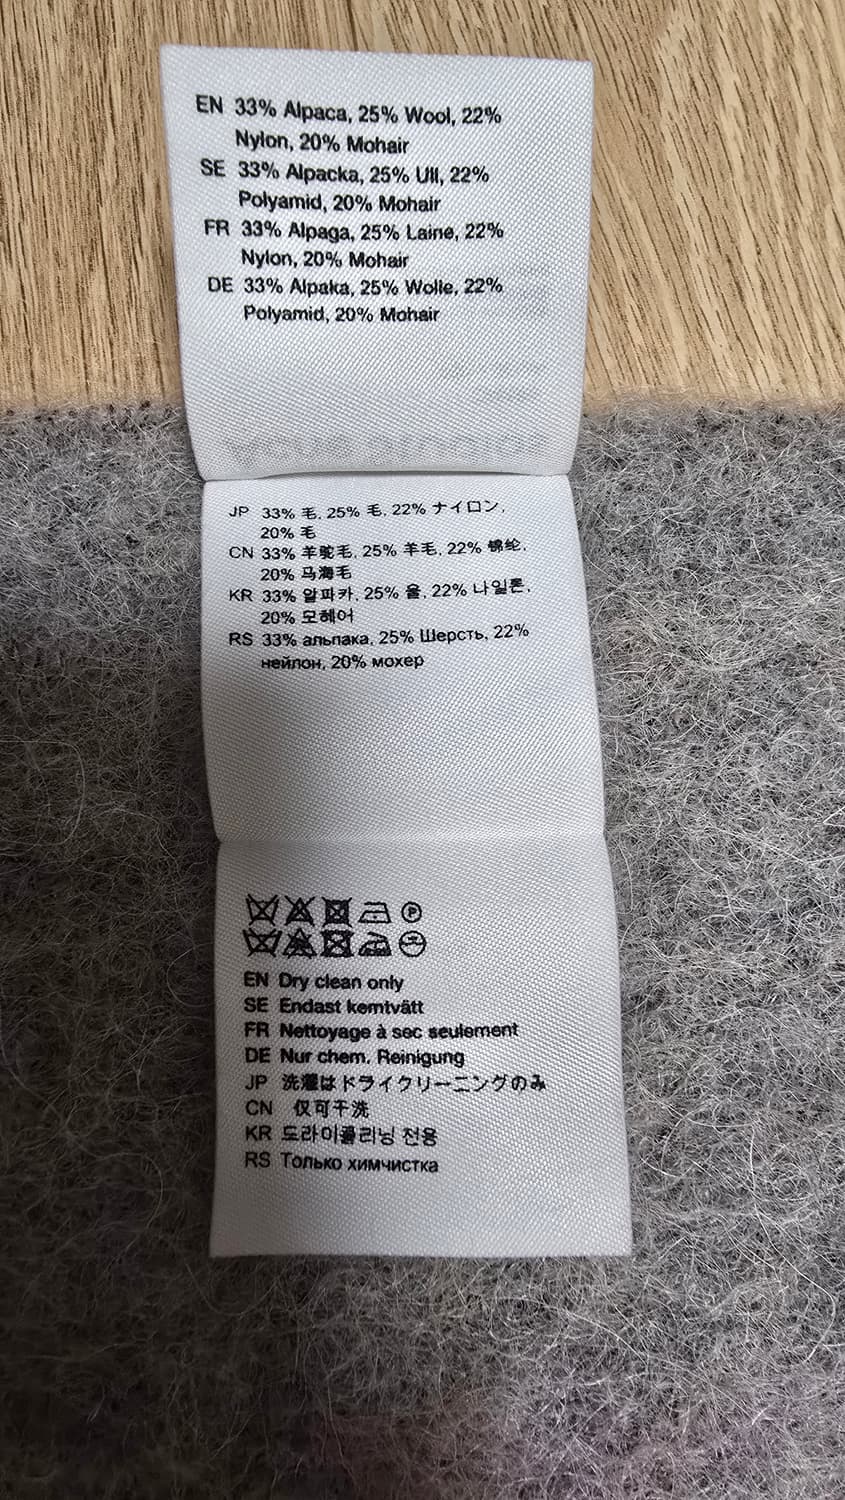 EN 33% Alpaca, 25% Wool, 22%
Nylon, 20% Mohair
SE 33% Alpacka, 25% Ull, 22%
Polyamid, 20% Mohair
FR 33% Alpaga, 25% Laine, 22%
Nylon, 20% Mohair
DE 33% Alpaka, 25% Wolle, 22%
Polyamid, 20% Mohair
JP 33% 毛, 25% 毛, 22% ナイロン,
20% 毛
CN 33% 羊驼毛, 25% 羊毛, 22% 锦纶,
20% 马海毛
KR 33% 알파카, 25% 울, 22% 나일론,
20% 모헤어
RS 33% альпака, 25% Шерсть, 22%
нейлон, 20% мохер
P
EN Dry clean only
SE Endast kemtvätt
FR Nettoyage à sec seulement
DE Nur chem. Reinigung
JP 洗濯はドライクリーニングのみ
CN 仅可干洗
KR 드라이클리닝 전용
RS Только химчистка